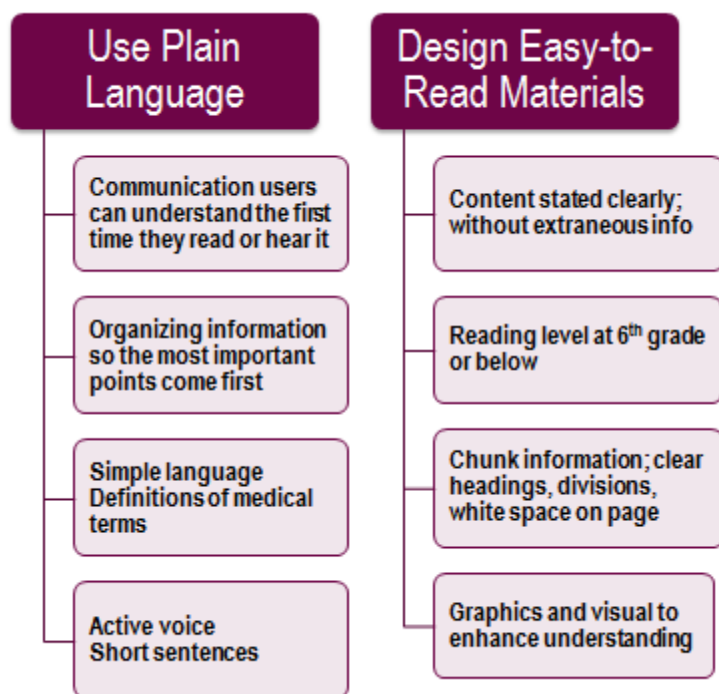 Use Plain
Language
Communication users
can understand the first
time they read or hear it
Organizing information
so the most important
points come first
Simple language
Definitions of medical
terms
Active voice
Short sentences
Design Easy-to-
Read Materials
Content stated clearly;
without extraneous info
Reading level at 6th grade
or below
Chunk information; clear
headings, divisions,
white space on page
Graphics and visual to
enhance understanding